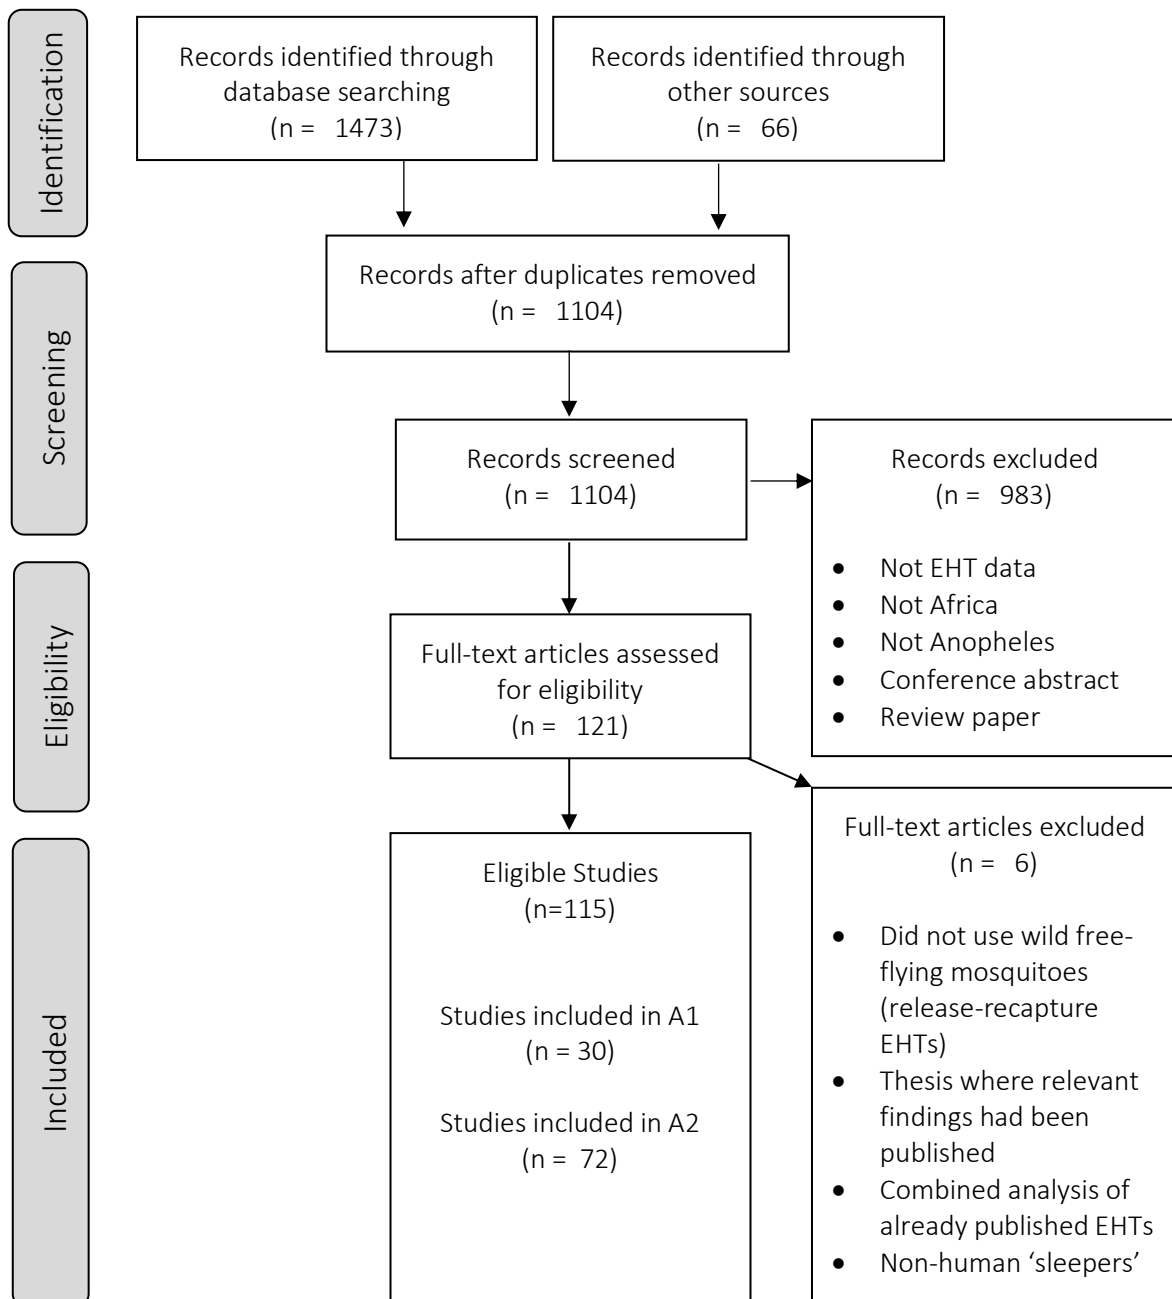 Identification
Records identified through
database searching
(n = 1473)
Records identified through
other sources
(n = 66)
Screening
Records after duplicates removed
(n = 1104)
Records screened
(n = 1104)
Records excluded
(n = 983)
• Not EHT data
• Not Africa
• Not Anopheles
• Conference abstract
• Review paper
Eligibility
Full-text articles assessed
for eligibility
(n = 121)
Full-text articles excluded
(n = 6)
• Did not use wild free-
flying mosquitoes
(release-recapture
EHTs)
• Thesis where relevant
findings had been
published
• Combined analysis of
already published EHTs
• Non-human ‘sleepers’
Included
Eligible Studies
(n=115)
Studies included in A1
(n = 30)
Studies included in A2
(n = 72)